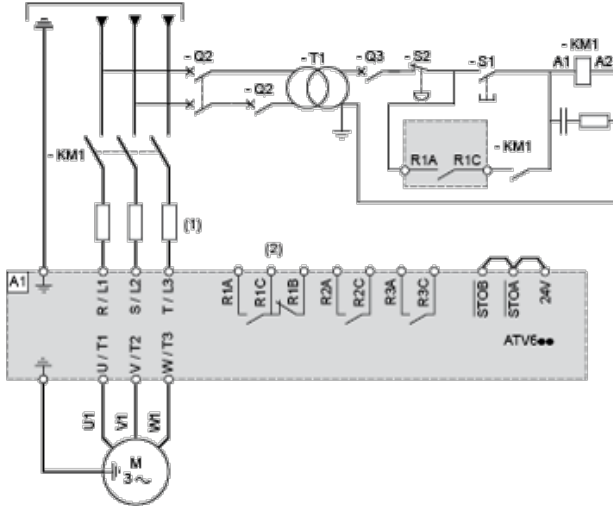 - Q2
- T1
- Q3
- S2
- S1
- KM1
A1
A2
- Q2
- KM1
R1A
R1C
- KM1
(1)
(2)
A1
R / L1
S / L2
T / L3
R1A
R1C
R1B
R2A
R2C
R3A
R3C
STOB
STOA
24V
ATV6●●
U / T1
V / T2
W / T3
U1
V1
W1
M
3 ~